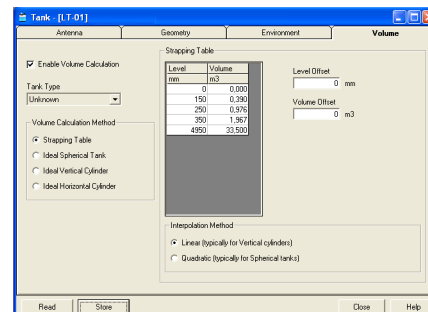 Tank - [LT-01]
Antenna Geometry Environment Volume
Enable Volume Calculation
Tank Type
Unknown
Volume Calculation Method
Strapping Table
Ideal Spherical Tank
Ideal Vertical Cylinder
Ideal Horizontal Cylinder
Strapping Table
Level Volume
mm m3
0 0,000
150 0,390
250 0,976
350 1,967
4950 33,500
Level Offset
0 mm
Volume Offset
0 m3
Interpolation Method
Linear (typically for Vertical cylinders)
Quadratic (typically for Spherical tanks)
Read Store Close Help